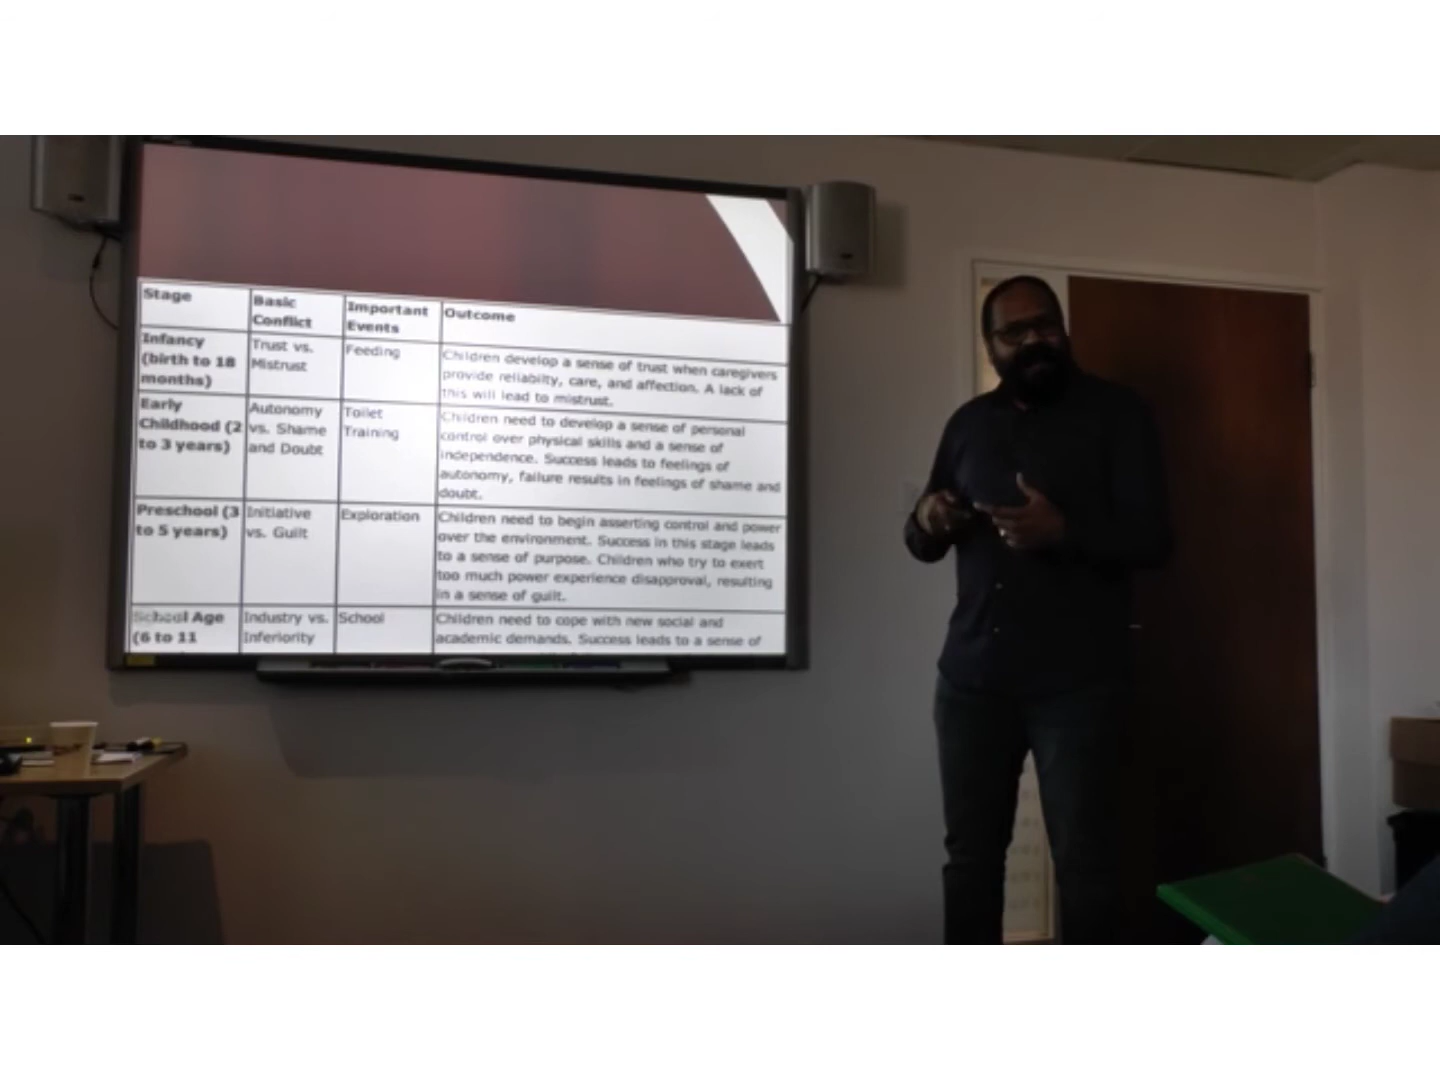 Stage
Basic
Conflict
Important
Events
Outcome
Infancy
(birth to 18
months)
Trust vs.
Mistrust
Feeding
Children develop a sense of trust when caregivers
provide reliabilty, care, and affection. A lack of
this will lead to mistrust.
Early
Childhood (2
to 3 years)
Autonomy
vs. Shame
and Doubt
Toilet
Training
Children need to develop a sense of personal
control over physical skills and a sense of
independence. Success leads to feelings of
autonomy, failure results in feelings of shame and
doubt.
Preschool (3
to 5 years)
Initiative
vs. Guilt
Exploration
Children need to begin asserting control and power
over the environment. Success in this stage leads
to a sense of purpose. Children who try to exert
too much power experience disapproval, resulting
in a sense of guilt.
School Age
(6 to 11
Industry vs.
Inferiority
School
Children need to cope with new social and
academic demands. Success leads to a sense of